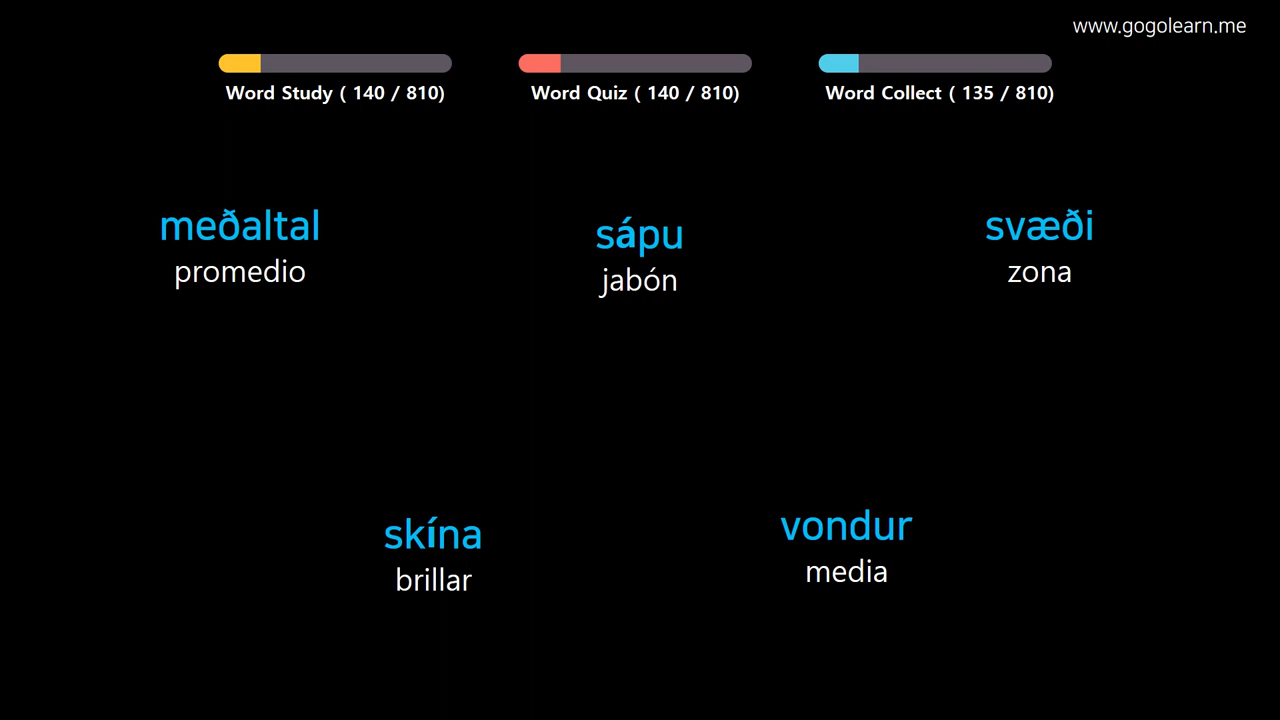 www.gogolearn.me
Word Study ( 140 / 810)
Word Quiz ( 140 / 810)
Word Collect ( 135 / 810)
meðaltal
promedio
sápu
jabón
svæði
zona
skína
brillar
vondur
media